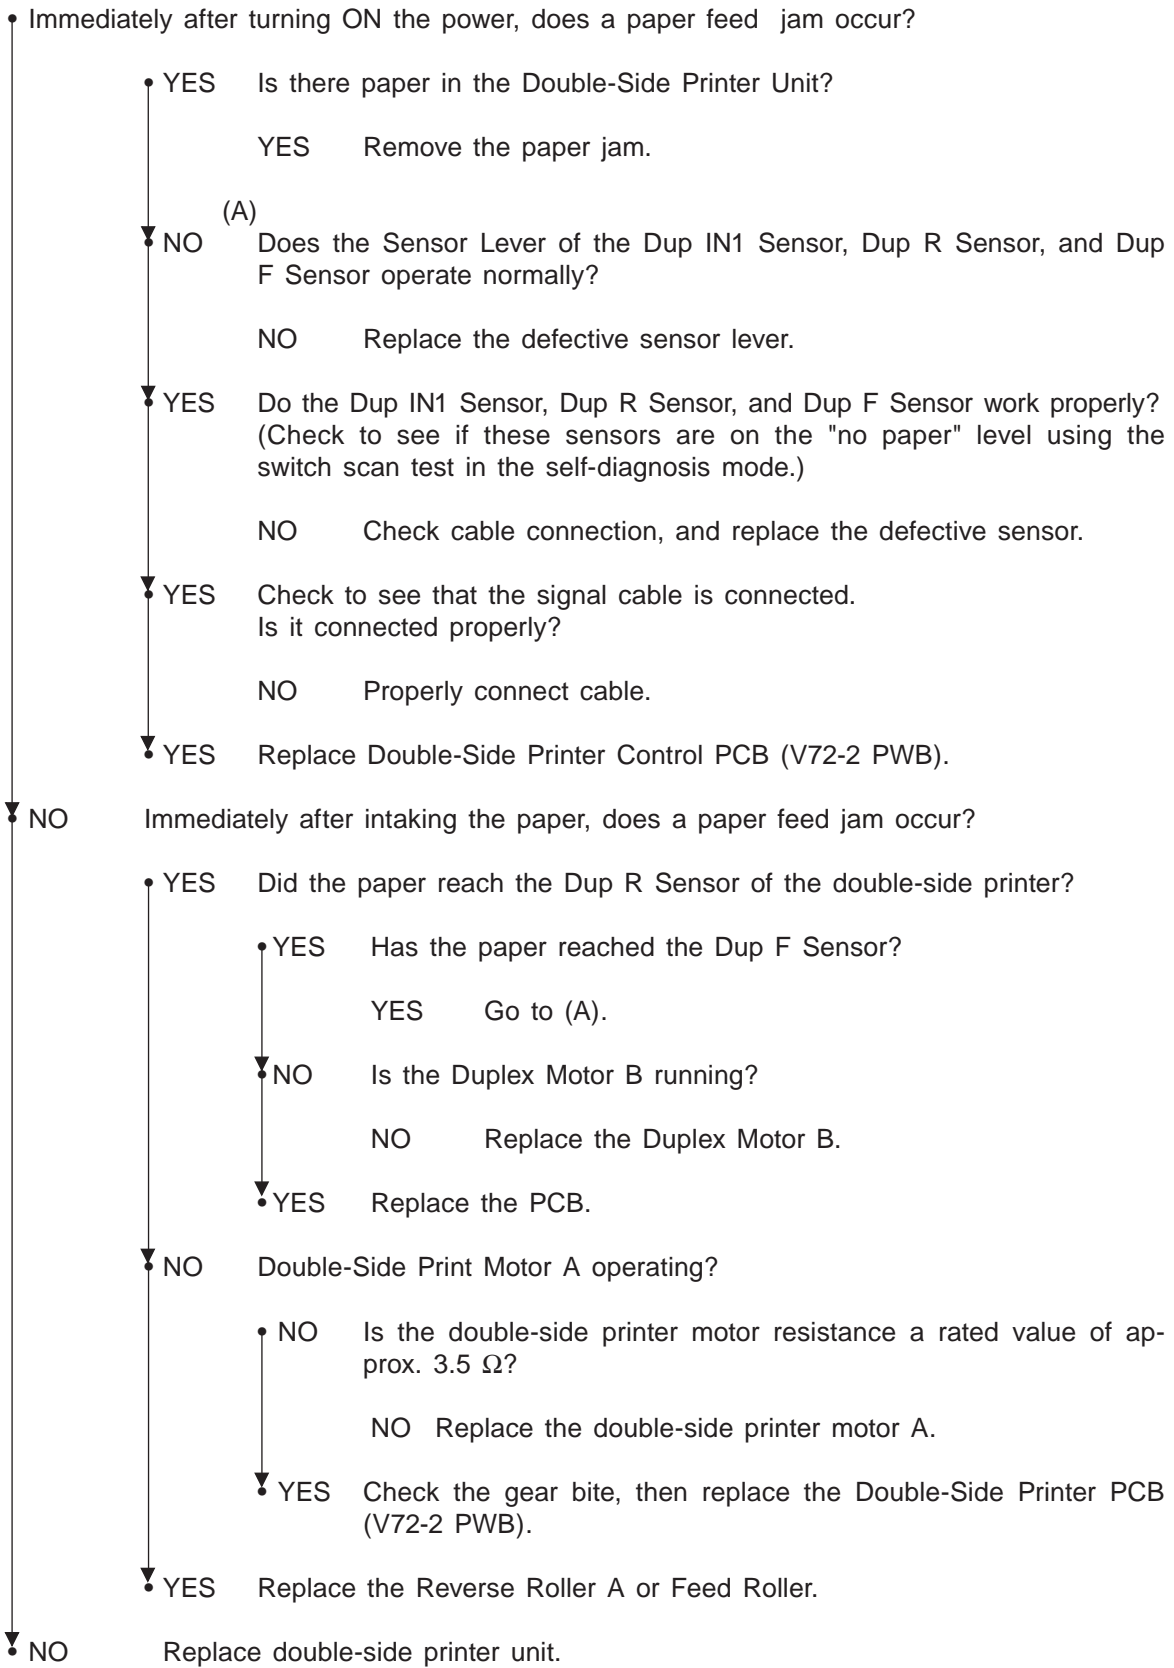 Immediately after turning ON the power, does a paper feed jam occur?
YES Is there paper in the Double-Side Printer Unit?
YES Remove the paper jam.
(A)
NO Does the Sensor Lever of the Dup IN1 Sensor, Dup R Sensor, and Dup
F Sensor operate normally?
NO Replace the defective sensor lever.
YES Do the Dup IN1 Sensor, Dup R Sensor, and Dup F Sensor work properly?
(Check to see if these sensors are on the "no paper" level using the
switch scan test in the self-diagnosis mode.)
NO Check cable connection, and replace the defective sensor.
YES Check to see that the signal cable is connected.
Is it connected properly?
NO Properly connect cable.
YES Replace Double-Side Printer Control PCB (V72-2 PWB).
NO Immediately after intaking the paper, does a paper feed jam occur?
YES Did the paper reach the Dup R Sensor of the double-side printer?
YES Has the paper reached the Dup F Sensor?
YES Go to (A).
NO Is the Duplex Motor B running?
NO Replace the Duplex Motor B.
YES Replace the PCB.
NO Double-Side Print Motor A operating?
NO Is the double-side printer motor resistance a rated value of ap-
prox. 3.5 Ω?
NO Replace the double-side printer motor A.
YES Check the gear bite, then replace the Double-Side Printer PCB
(V72-2 PWB).
YES Replace the Reverse Roller A or Feed Roller.
NO Replace double-side printer unit.